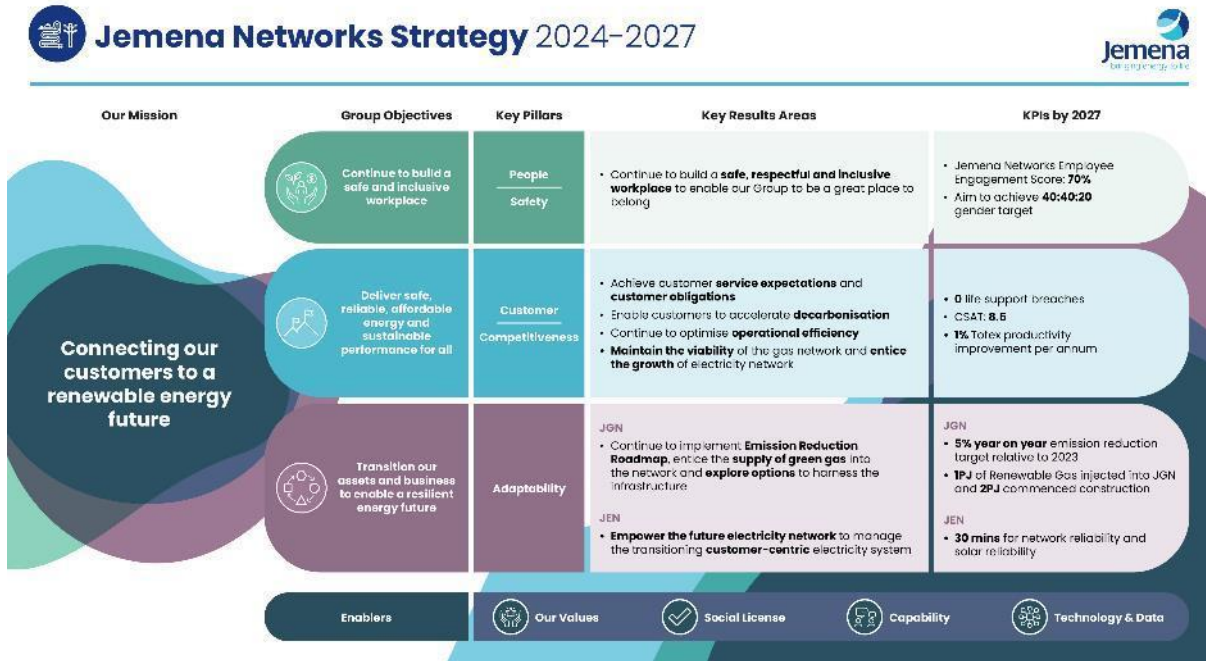 Jemena Networks Strategy 2024-2027
Jemena
bringing energy to life
Our Mission
Group Objectives
Key Pillars
Key Results Areas
KPIs by 2027
Connecting our
customers to a
renewable energy
future
Continue to build a
safe and inclusive
workplace
People
Safety
• Continue to build a safe, respectful and inclusive
workplace to enable our Group to be a great place to
belong
• Jemena Networks Employee
Engagement Score: 70%
• Aim to achieve 40:40:20
gender target
Deliver safe,
reliable, affordable
energy and
sustainable
performance for all
Customer
Competitiveness
• Achieve customer service expectations and
customer obligations
• Enable customers to accelerate decarbonisation
• Continue to optimise operational efficiency
• Maintain the viability of the gas network and entice
the growth of electricity network
• 0 life support breaches
• CSAT: 8.5
• 1% Totex productivity
improvement per annum
Transition our
assets and business
to enable a resilient
energy future
Adaptability
JGN
• Continue to implement Emission Reduction
Roadmap, entice the supply of green gas into
the network and explore options to harness the
infrastructure
JEN
• Empower the future electricity network to manage
the transitioning customer-centric electricity system
JGN
• 5% year on year emission reduction
target relative to 2023
• 1PJ of Renewable Gas injected into JGN
and 2PJ commenced construction
JEN
• 30 mins for network reliability and
solar reliability
Enablers
Our Values
Social License
Capability
Technology & Data